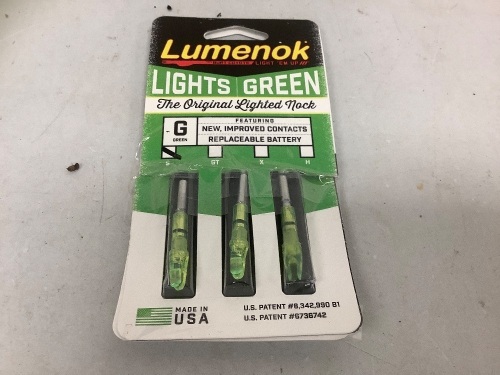 Lumenok
LIGHTS GREEN
The Original Lighted Nock
G
GREEN
FEATURING
NEW, IMPROVED CONTACTS
REPLACEABLE BATTERY
S GT X H
MADE IN
USA
U.S. PATENT #6,342,990 B1
U.S. PATENT #6736742